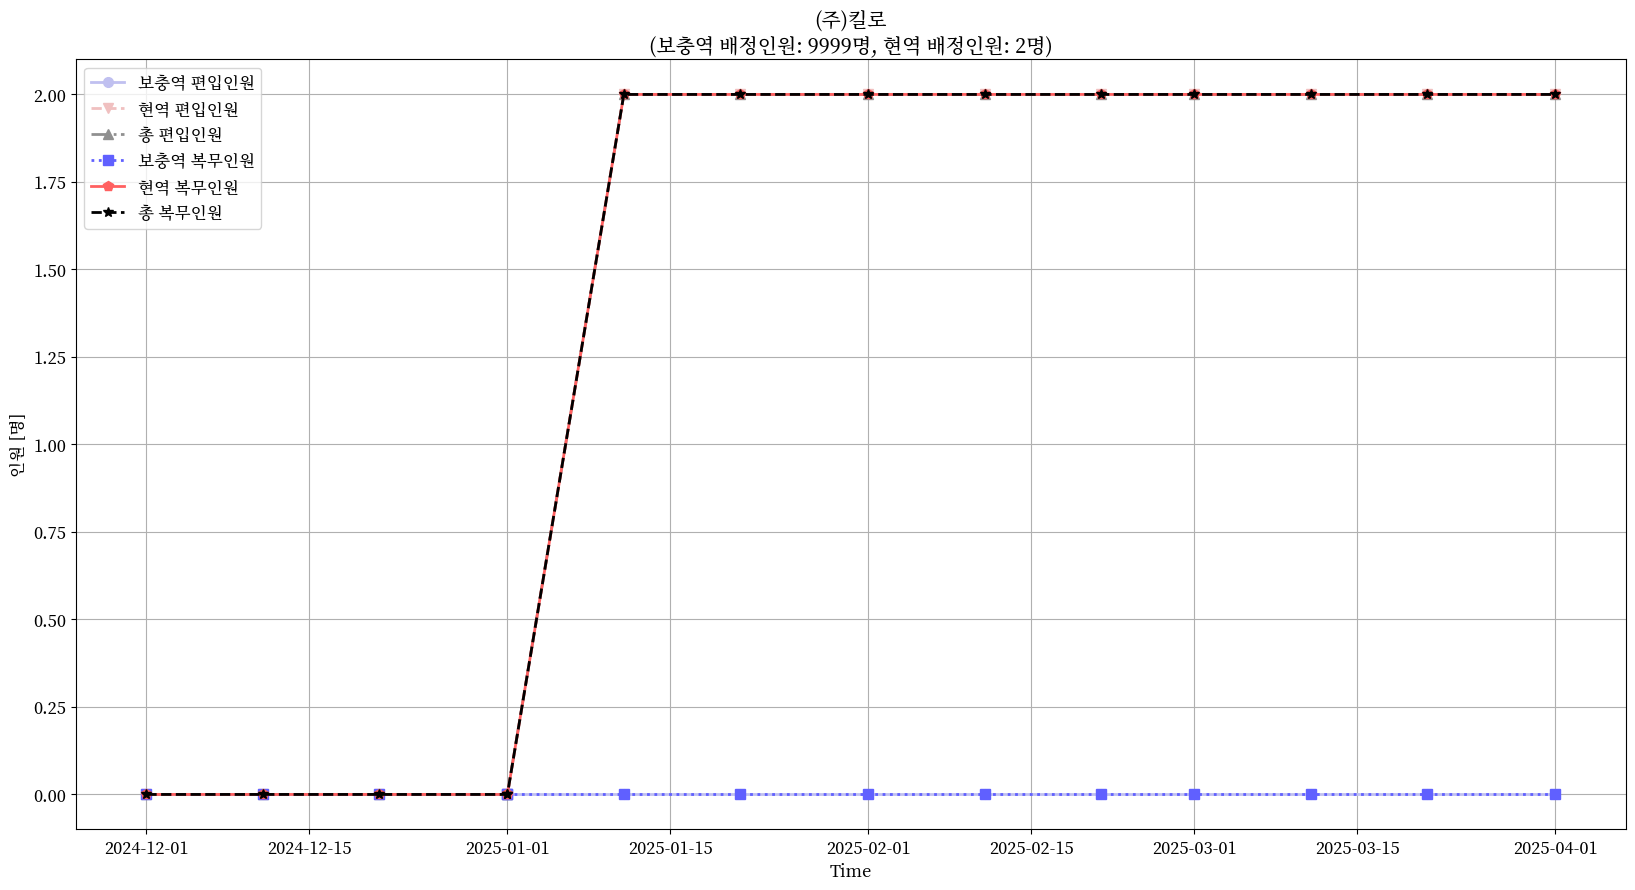 (주)킬로
(보충역 배정인원: 9999명, 현역 배정인원: 2명)
보충역 편입인원
현역 편입인원
총 편입인원
보충역 복무인원
현역 복무인원
총 복무인원
2.00
1.75
1.50
1.25
1.00
0.75
0.50
0.25
0.00
인원 [명]
2024-12-01 2024-12-15 2025-01-01 2025-01-15 2025-02-01 2025-02-15 2025-03-01 2025-03-15 2025-04-01
Time